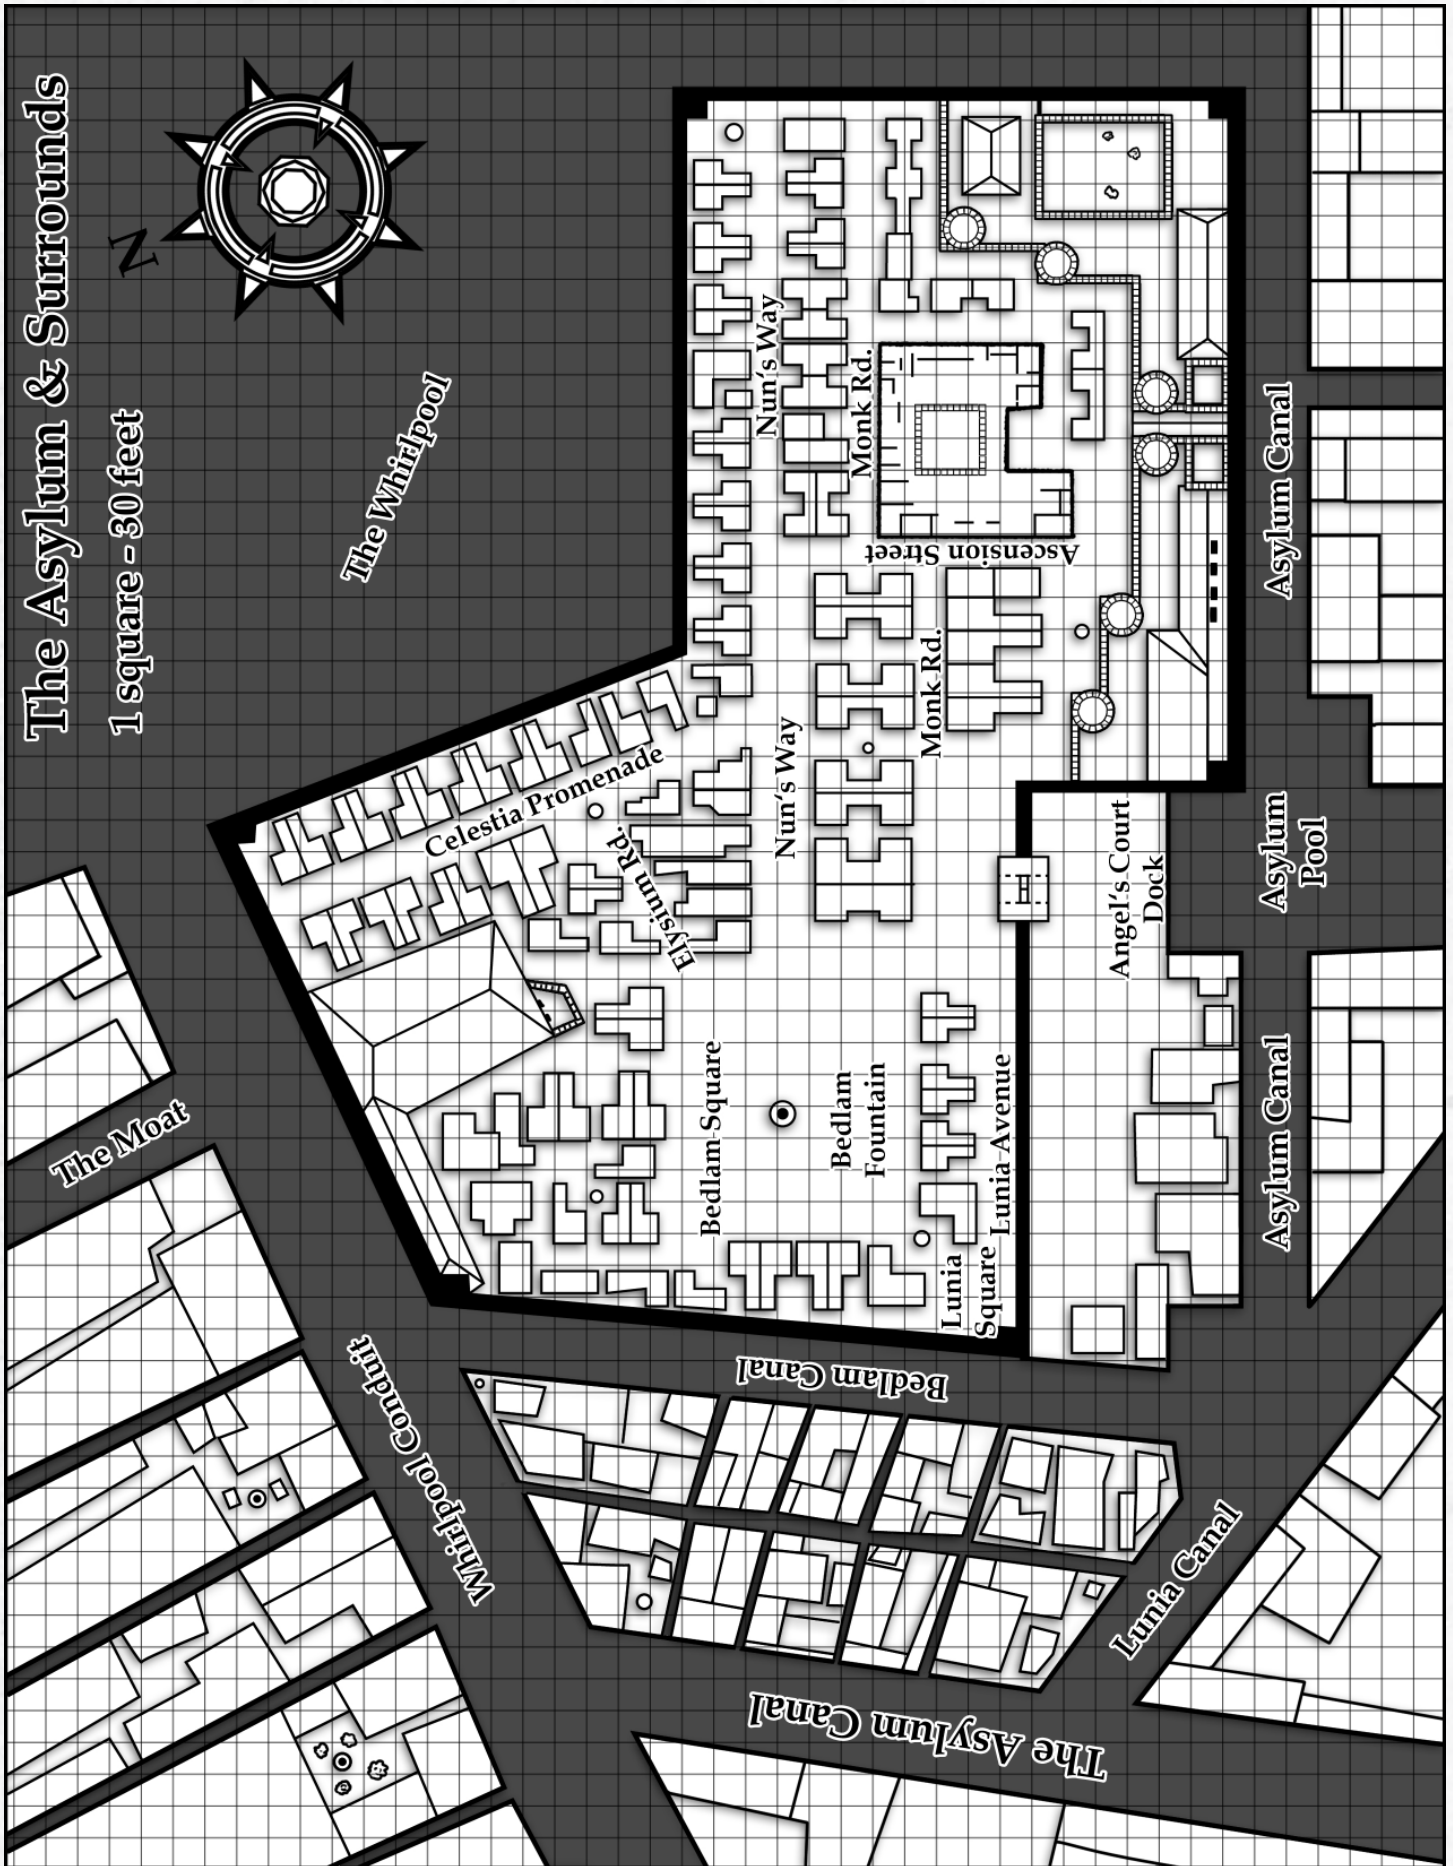 The Asylum & Surrounds
1 square - 30 feet
N
The Whirlpool
Nun's Way
Monk Rd.
Ascension Street
Asylum Canal
Monk Rd.
Nun's Way
Celestia Promenade
Elysium Rd.
Angel's Court
Dock
Asylum
Pool
The Moat
Bedlam Square
Bedlam
Fountain
Lunia Avenue
Lunia
Square
Asylum Canal
Bedlam Canal
Whirlpool Conduit
Lunia Canal
The Asylum Canal